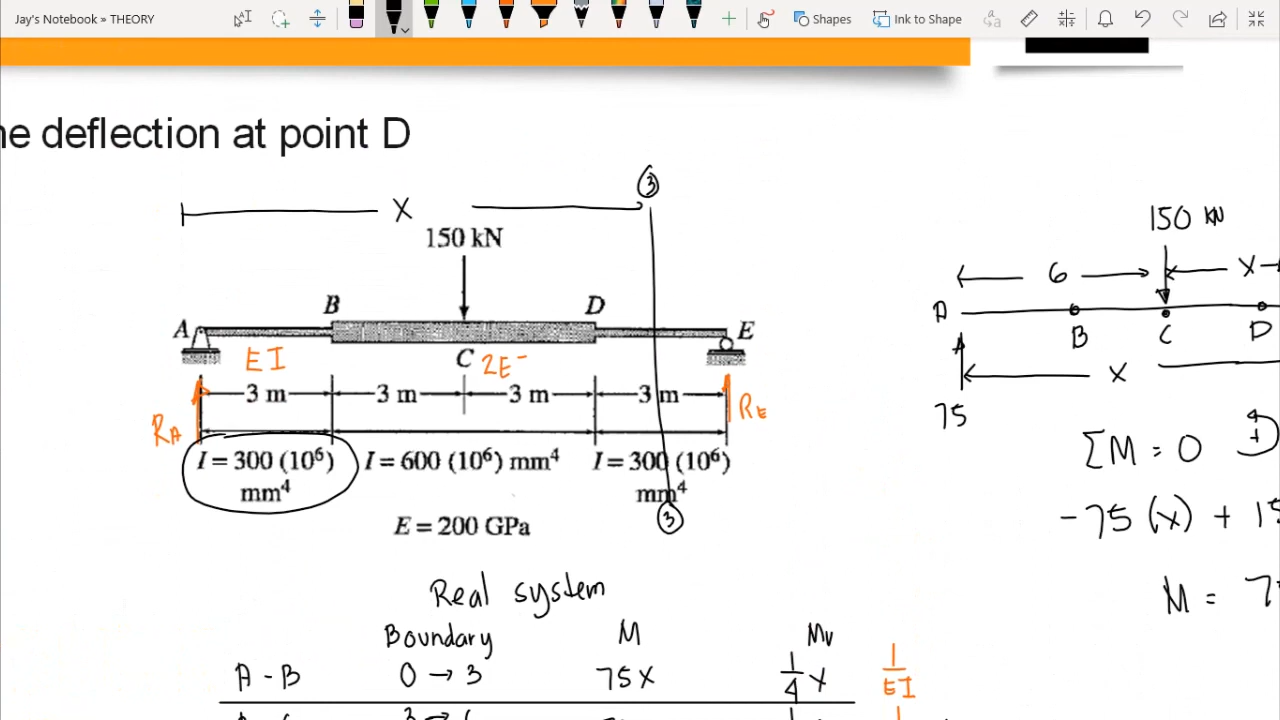 Jay's Notebook » THEORY
Shapes
Ink to Shape
he deflection at point D
3
X
150 kN
150 kN
6
X
B
D
A
E
EI
C
2E
A
B
C
D
3 m
3 m
3 m
3 m
RA
RE
X
75
I = 300 (10⁶)
mm⁴
I = 600 (10⁶) mm⁴
I = 300 (10⁶)
mm⁴
ΣM = 0
3
E = 200 GPa
-75 (x) + 15
M = 7
Real system
Boundary
M
Mv
A - B
0 → 3
75X
1/4 X
1/EI